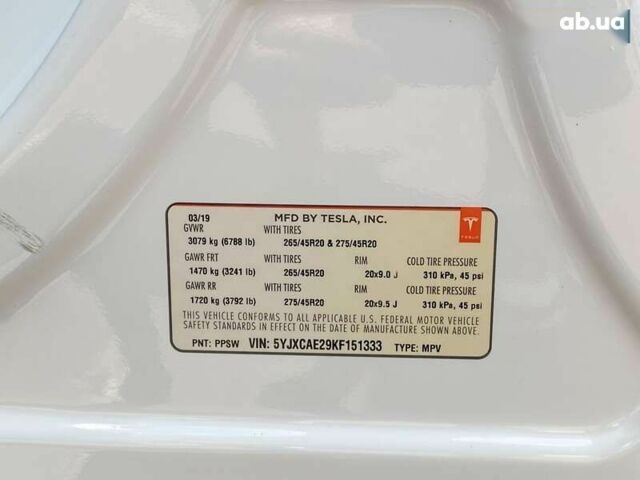 ab.ua
03/19 MFD BY TESLA, INC.
GVWR WITH TIRES
3079 kg (6788 lb) 265/45R20 & 275/45R20
TESLA
GAWR FRT WITH TIRES RIM COLD TIRE PRESSURE
1470 kg (3241 lb) 265/45R20 20x9.0 J 310 kPa, 45 psi
GAWR RR WITH TIRES RIM COLD TIRE PRESSURE
1720 kg (3792 lb) 275/45R20 20x9.5 J 310 kPa, 45 psi
THIS VEHICLE CONFORMS TO ALL APPLICABLE U.S. FEDERAL MOTOR VEHICLE
SAFETY STANDARDS IN EFFECT ON THE DATE OF MANUFACTURE SHOWN ABOVE.
PNT: PPSW VIN: 5YJXCAE29KF151333 TYPE: MPV